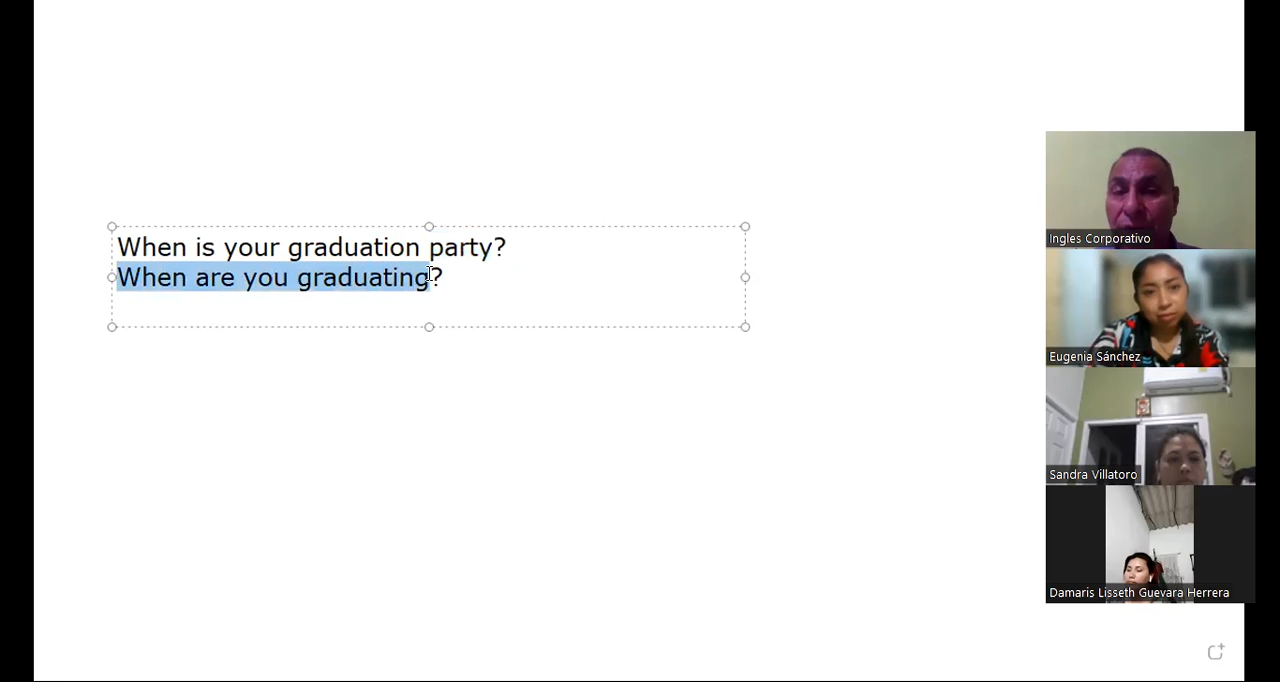 When is your graduation party?
When are you graduating?
Ingles Corporativo
Eugenia Sánchez
Sandra Villatoro
Damaris Lisseth Guevara Herrera